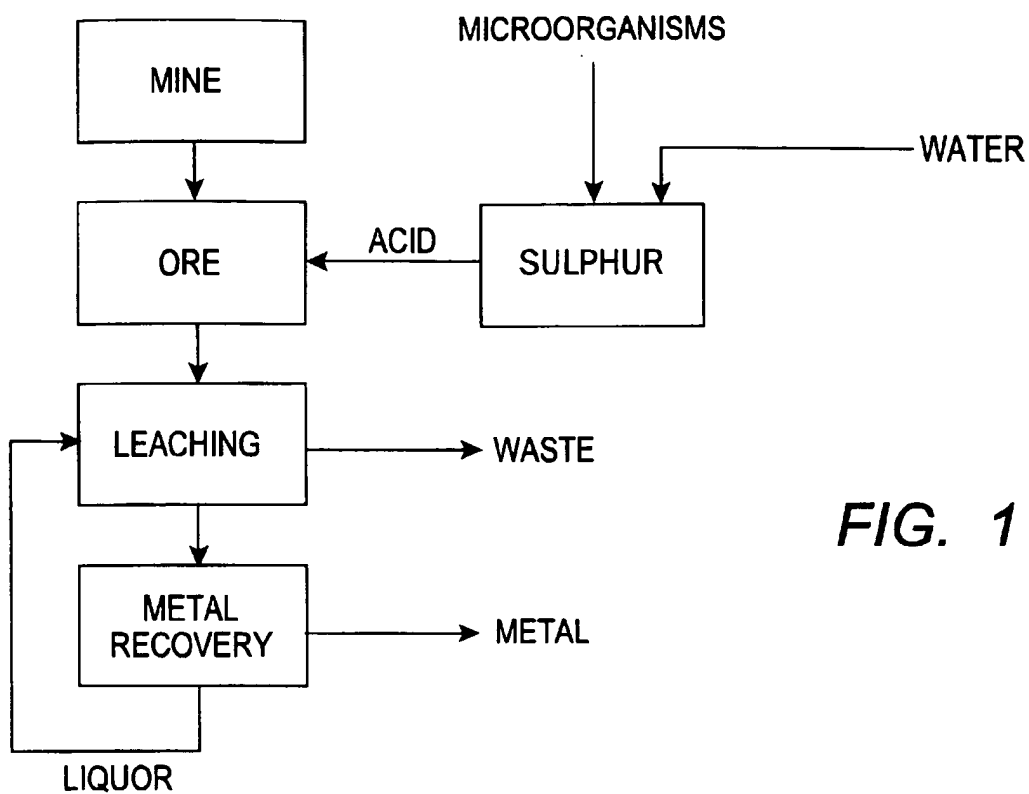 MICROORGANISMS
MINE
WATER
ORE
ACID
SULPHUR
LEACHING
WASTE
FIG. 1
METAL
RECOVERY
METAL
LIQUOR